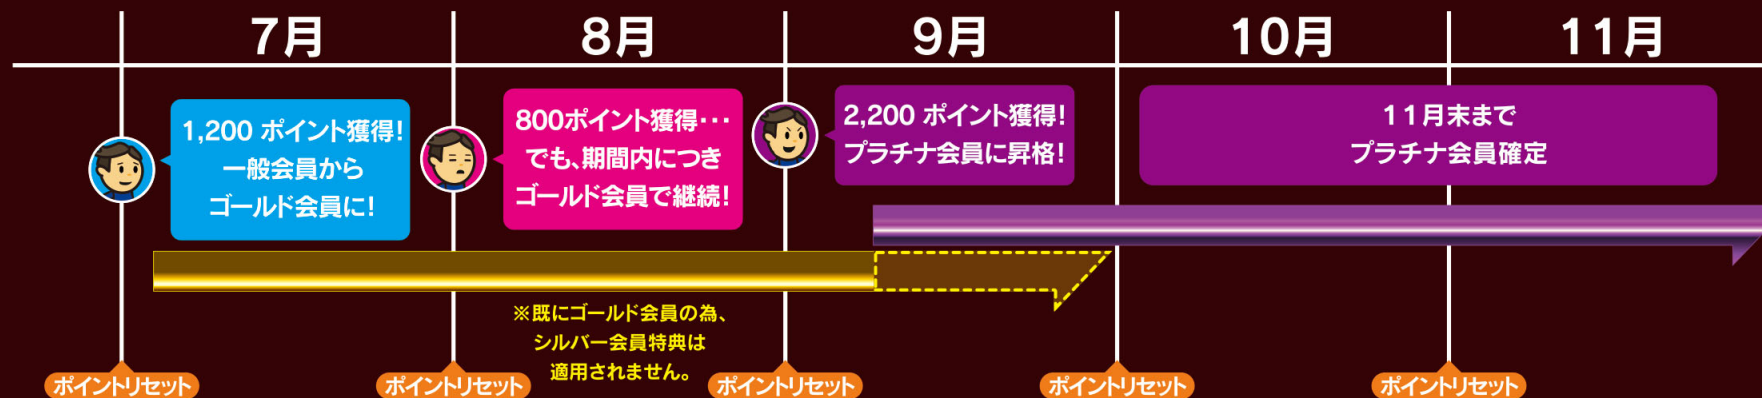 7月
8月
9月
10月
11月
1,200 ポイント獲得!
一般会員から
ゴールド会員に!
800ポイント獲得･･･
でも、期間内につき
ゴールド会員で継続!
2,200 ポイント獲得!
プラチナ会員に昇格!
11月末まで
プラチナ会員確定
※既にゴールド会員の為、
シルバー会員特典は
適用されません。
ポイントリセット
ポイントリセット
ポイントリセット
ポイントリセット
ポイントリセット